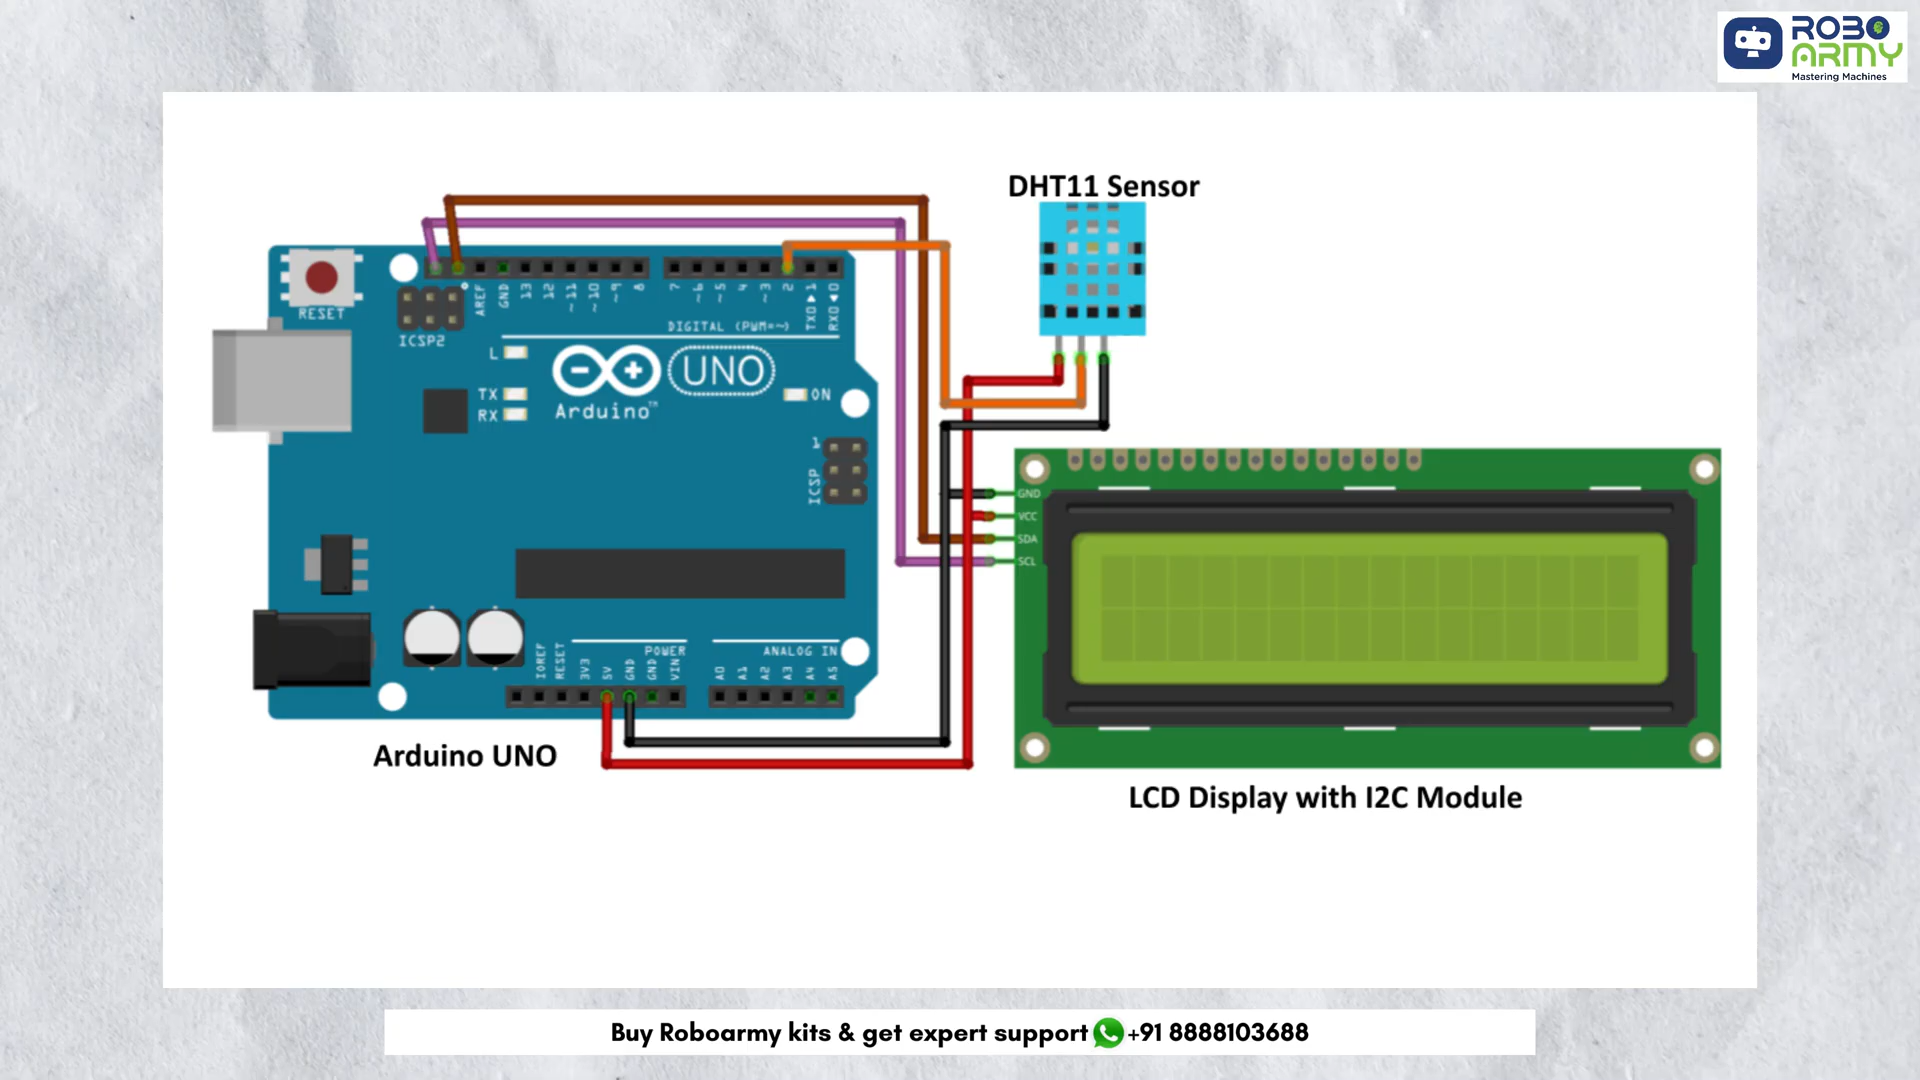 ROBO
ARMY
Mastering Machines
DHT11 Sensor
RESET
ICSP2
AREF
GND
13
12
~11
~10
~9
8
7
~6
~5
4
~3
2
TX0▶1
RX0◀0
DIGITAL (PWM=~)
L
TX
RX
Arduino™
UNO
ON
1
ICSP
GND
VCC
SDA
SCL
IOREF
RESET
3V3
5V
GND
GND
VIN
POWER
A0
A1
A2
A3
A4
A5
ANALOG IN
Arduino UNO
LCD Display with I2C Module
Buy Roboarmy kits & get expert support +91 8888103688